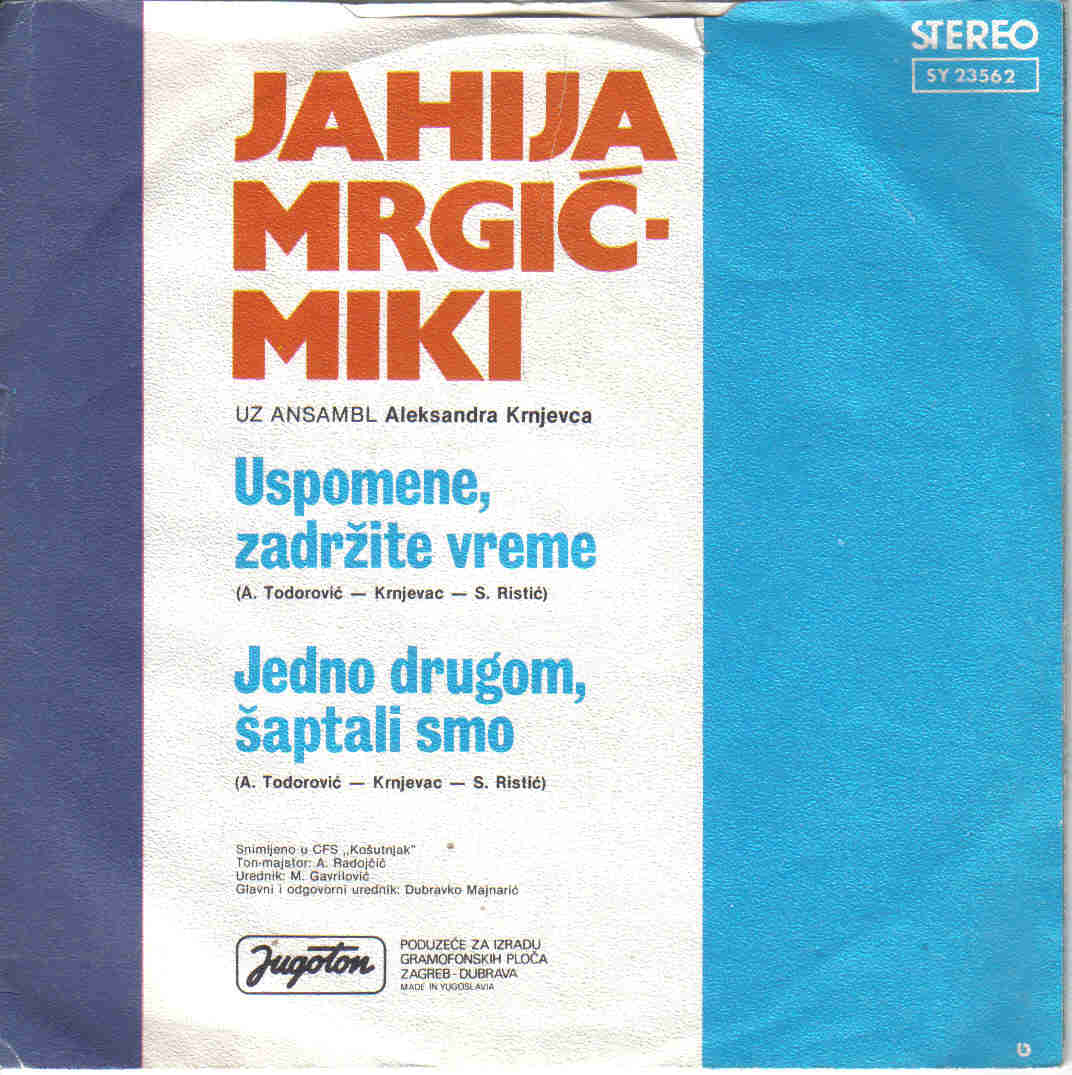 STEREO
SY 23562
JAHIJA
MRGIĆ-
MIKI
UZ ANSAMBL Aleksandra Krnjevca
Uspomene,
zadržite vreme
(A. Todorović — Krnjevac — S. Ristić)
Jedno drugom,
šaptali smo
(A. Todorović — Krnjevac — S. Ristić)
Snimljeno u CFS „Košutnjak"
Ton-majstor: A. Radojčić
Urednik: M. Gavrilović
Glavni i odgovorni urednik: Dubravko Majnarić
Jugoton
PODUZEĆE ZA IZRADU
GRAMOFONSKIH PLOČA
ZAGREB-DUBRAVA
MADE IN YUGOSLAVIA